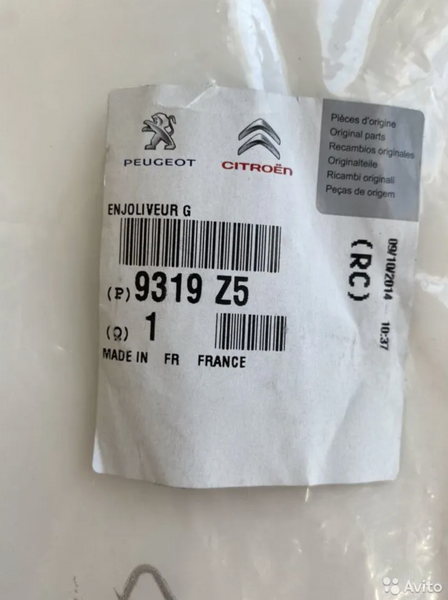 PEUGEOT
CITROËN
Pièces d'origine
Original parts
Recambios originales
Originalteile
Ricambi originali
Peças de origem
ENJOLIVEUR G
(P) 9319 Z5
(Q) 1
MADE IN FR FRANCE
(RC)
09/10/2014 10:37
Avito